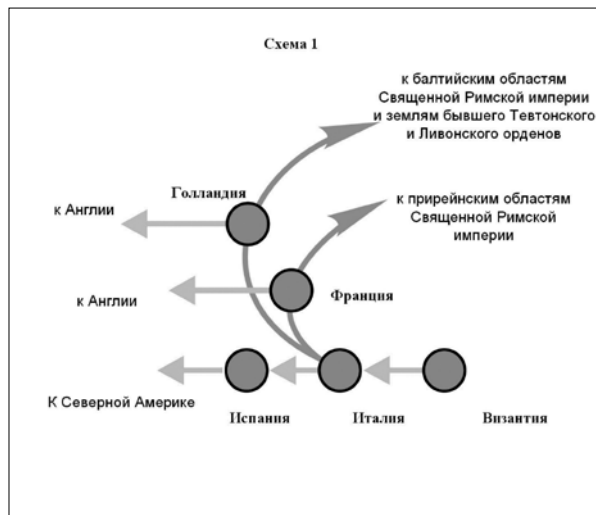 Схема 1
к балтийским областям
Священной Римской империи
и землям бывшего Тевтонского
и Ливонского орденов
Голландия
к Англии
к прирейнским областям
Священной Римской
империи
к Англии
Франция
К Северной Америке
Испания
Италия
Византия